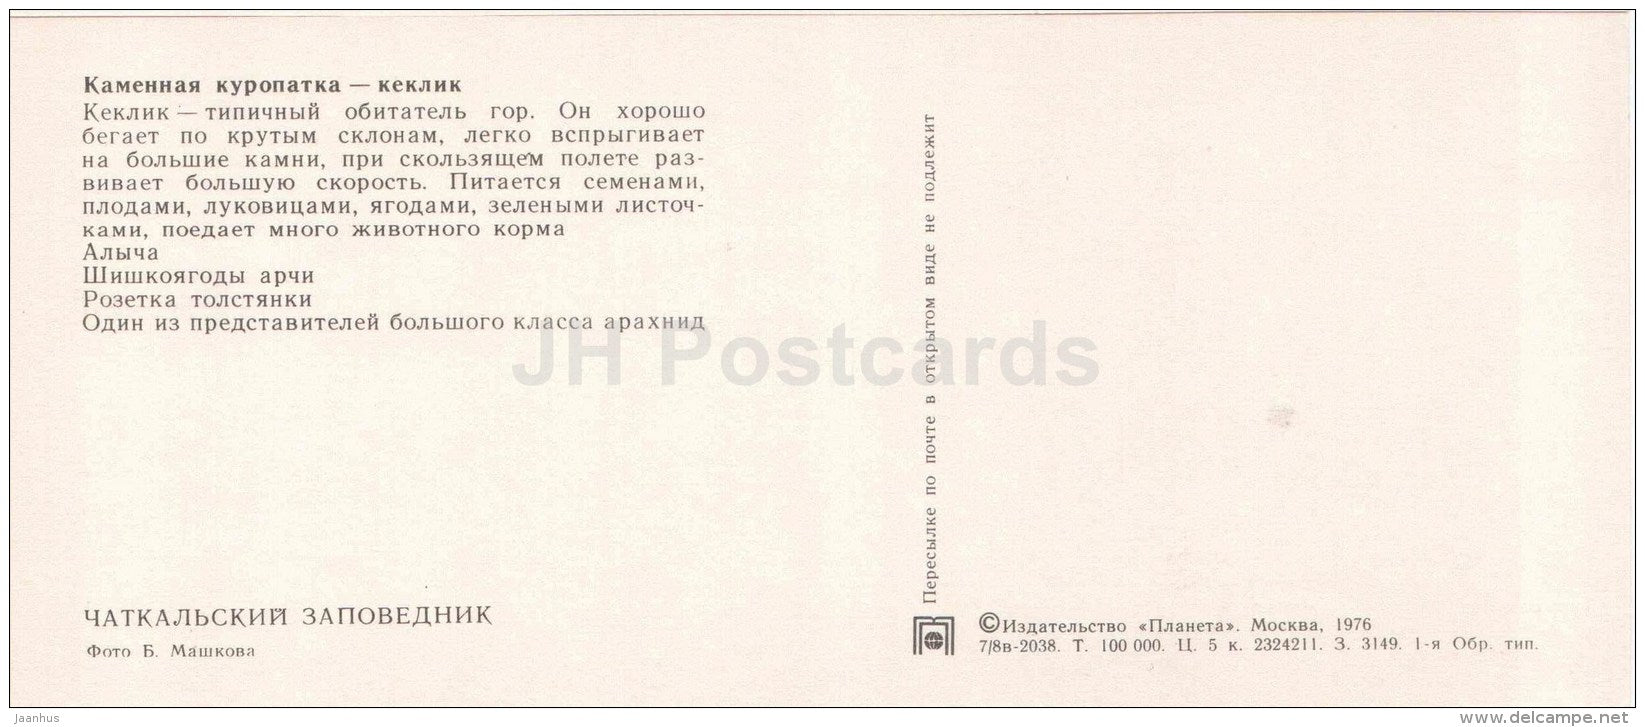 Каменная куропатка — кеклик
Кеклик — типичный обитатель гор. Он хорошо
бегает по крутым склонам, легко вспрыгивает
на большие камни, при скользящем полете раз-
вивает большую скорость. Питается семенами,
плодами, луковицами, ягодами, зелеными листоч-
ками, поедает много животного корма
Алыча
Шишкоягоды арчи
Розетка толстянки
Один из представителей большого класса арахнид
ЧАТКАЛЬСКИЙ ЗАПОВЕДНИК
Фото Б. Машкова
Пересылке по почте в открытом виде не подлежит
©Издательство «Планета». Москва, 1976
7/8в-2038. Т. 100 000. Ц. 5 к. 2324211. З. 3149. 1-я Обр. тип.
JH Postcards
jaanhus
www.delcampe.net